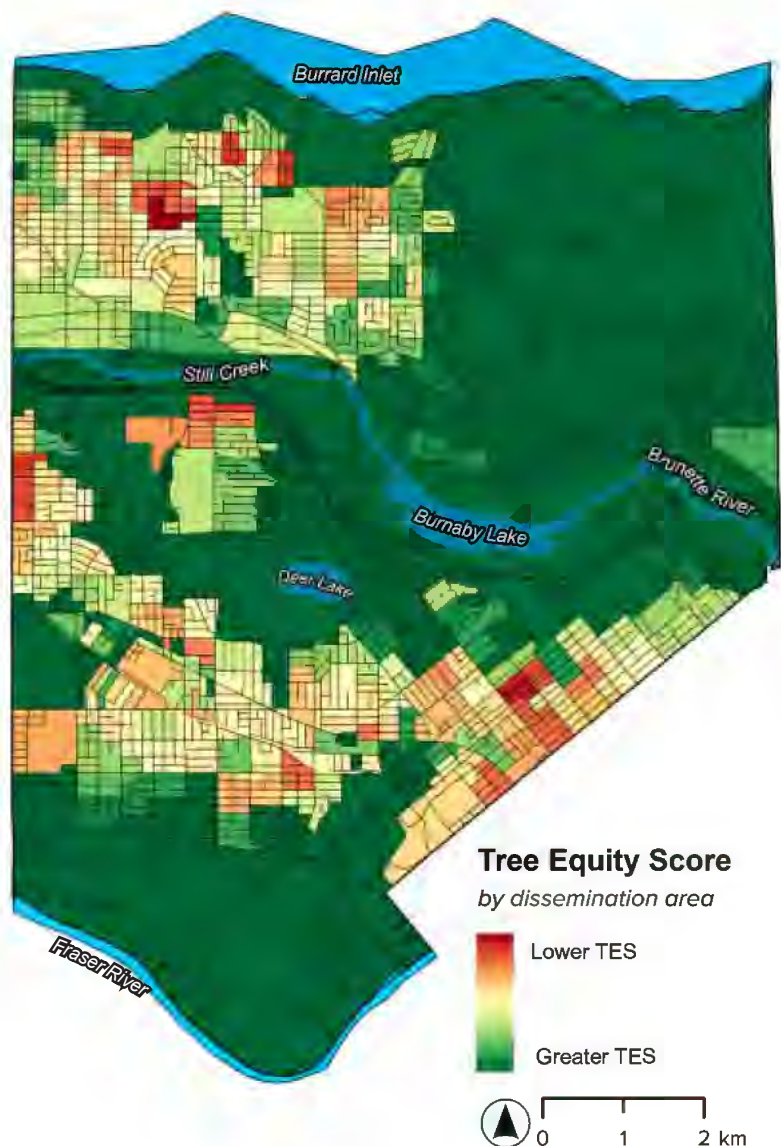 Burrard Inlet
Still Creek
Brunette River
Burnaby Lake
Deer Lake
Fraser River
Tree Equity Score
by dissemination area
Lower TES
Greater TES
0 1 2 km